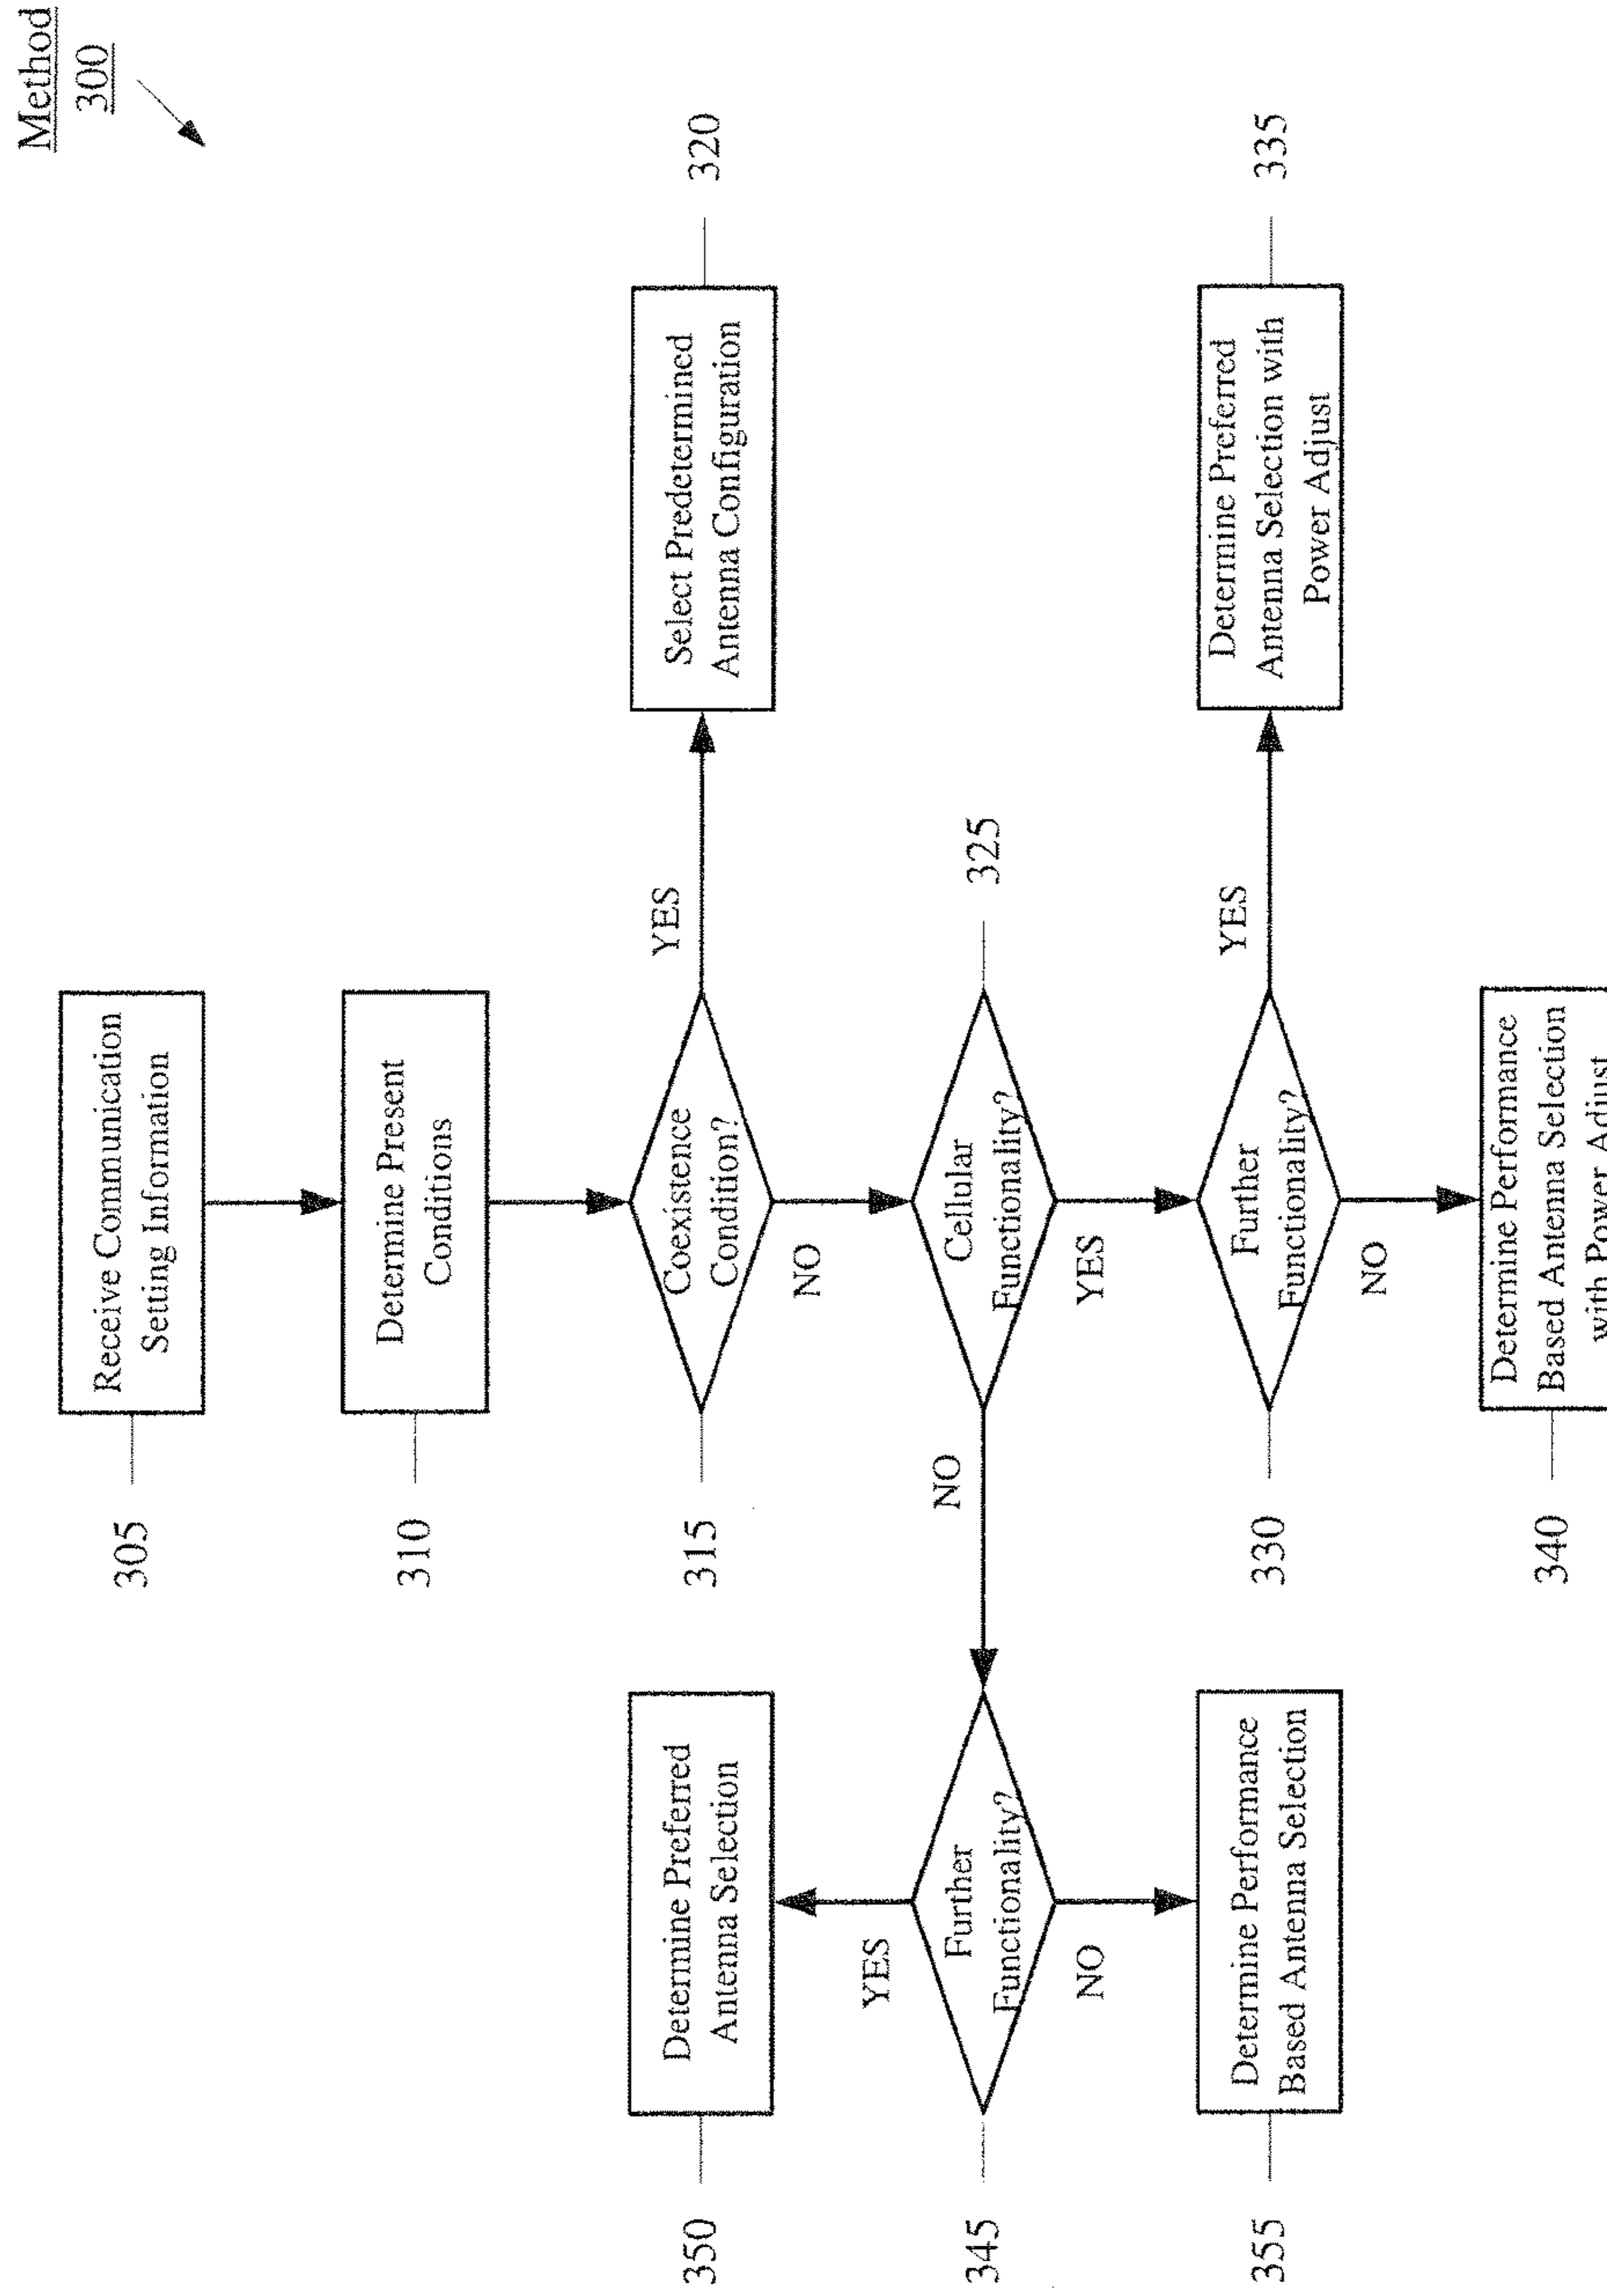 Method
300
Receive Communication
Setting Information
305
Determine Present
Conditions
310
Coexistence
Condition?
315
YES
Select Predetermined
Antenna Configuration
320
NO
Cellular
Functionality?
325
YES
Further
Functionality?
330
YES
Determine Preferred
Antenna Selection with
Power Adjust
335
NO
Determine Performance
Based Antenna Selection
with Power Adjust
340
NO
Further
Functionality?
345
YES
Determine Preferred
Antenna Selection
350
NO
Determine Performance
Based Antenna Selection
355